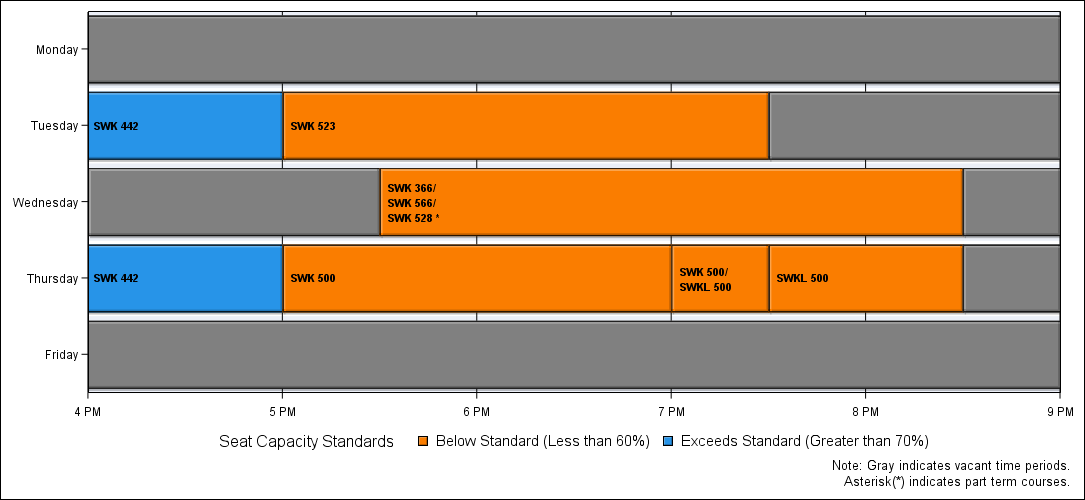 Monday
Tuesday
SWK 442
SWK 523
Wednesday
SWK 366/
SWK 566/
SWK 528 *
Thursday
SWK 442
SWK 500
SWK 500/
SWKL 500
SWKL 500
Friday
4 PM
5 PM
6 PM
7 PM
8 PM
9 PM
Seat Capacity Standards
Below Standard (Less than 60%)
Exceeds Standard (Greater than 70%)
Note: Gray indicates vacant time periods.
Asterisk(*) indicates part term courses.